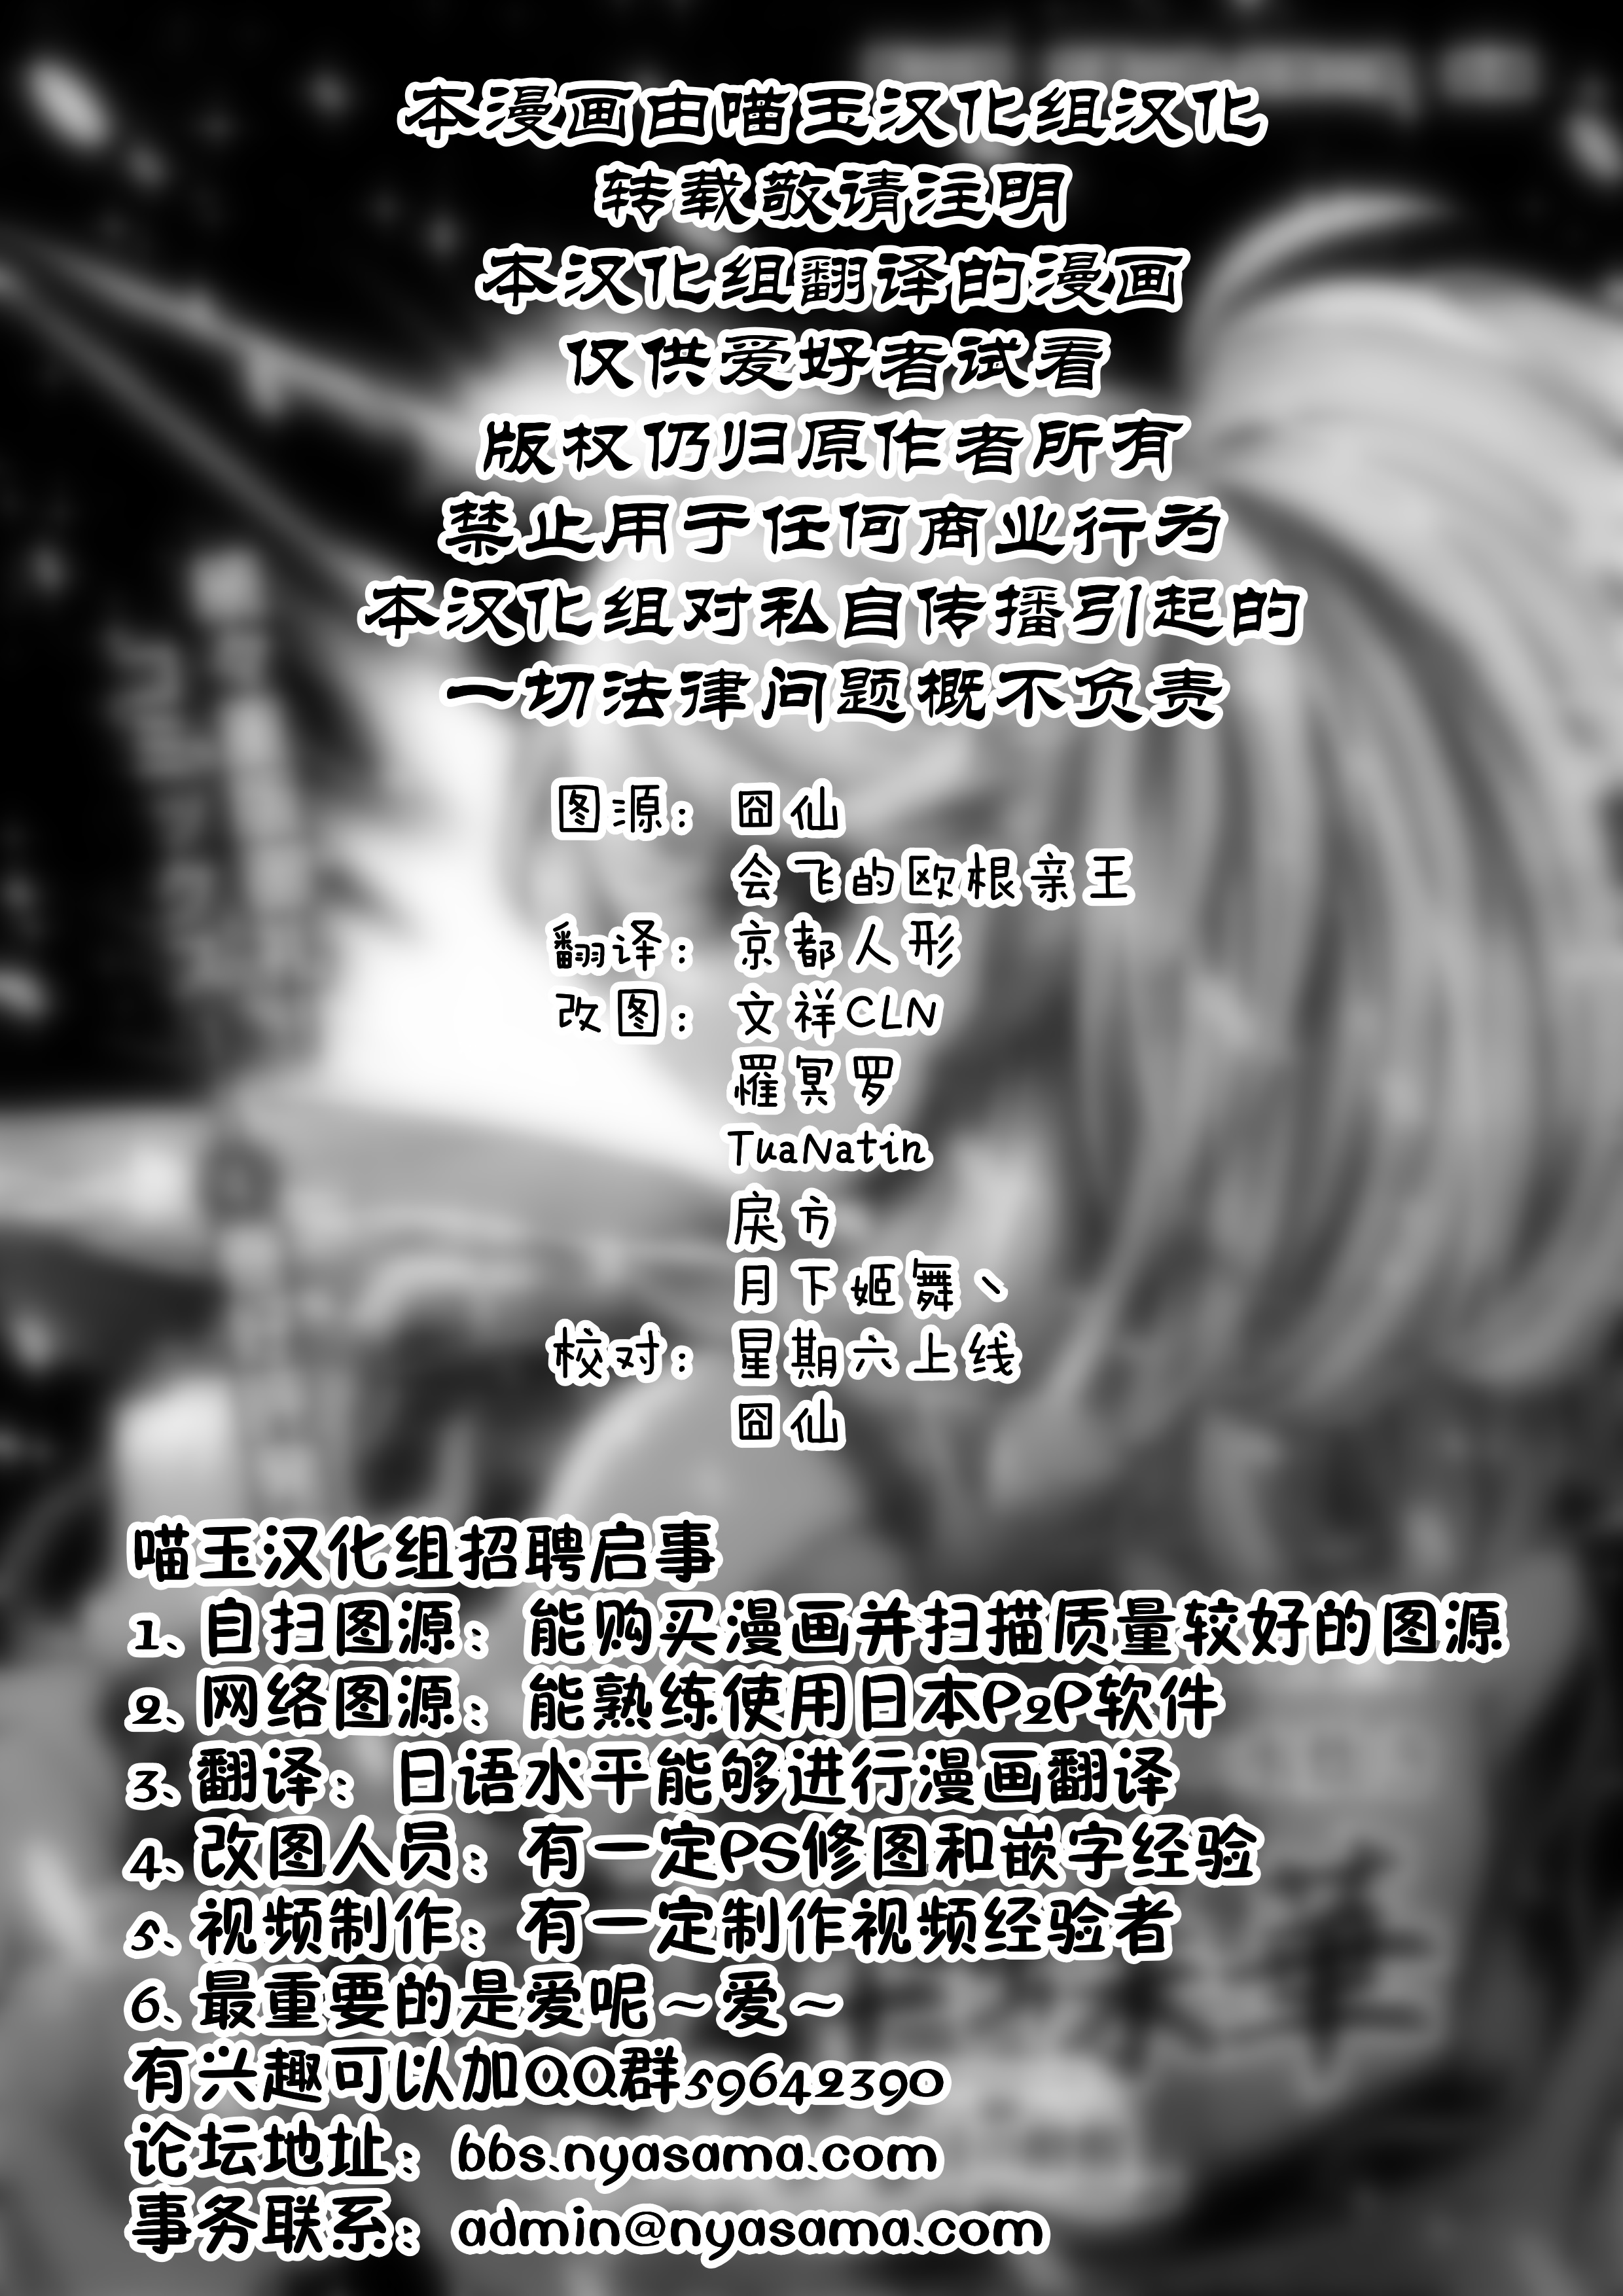 本漫画由喵玉汉化组汉化
转载敬请注明
本汉化组翻译的漫画
仅供爱好者试看
版权仍归原作者所有
禁止用于任何商业行为
本汉化组对私自传播引起的
一切法律问题概不负责
图源：囧仙
会飞的欧根亲王
翻译：京都人形
改图：文祥CLN
罹冥罗
TuaNatin
戾方
月下姬舞丶
校对：星期六上线
囧仙
喵玉汉化组招聘启事
1、自扫图源：能购买漫画并扫描质量较好的图源
2、网络图源：能熟练使用日本P2P软件
3、翻译：日语水平能够进行漫画翻译
4、改图人员：有一定PS修图和嵌字经验
5、视频制作：有一定制作视频经验者
6、最重要的是爱呢～爱～
有兴趣可以加QQ群59642390
论坛地址：bbs.nyasama.com
事务联系：admin@nyasama.com